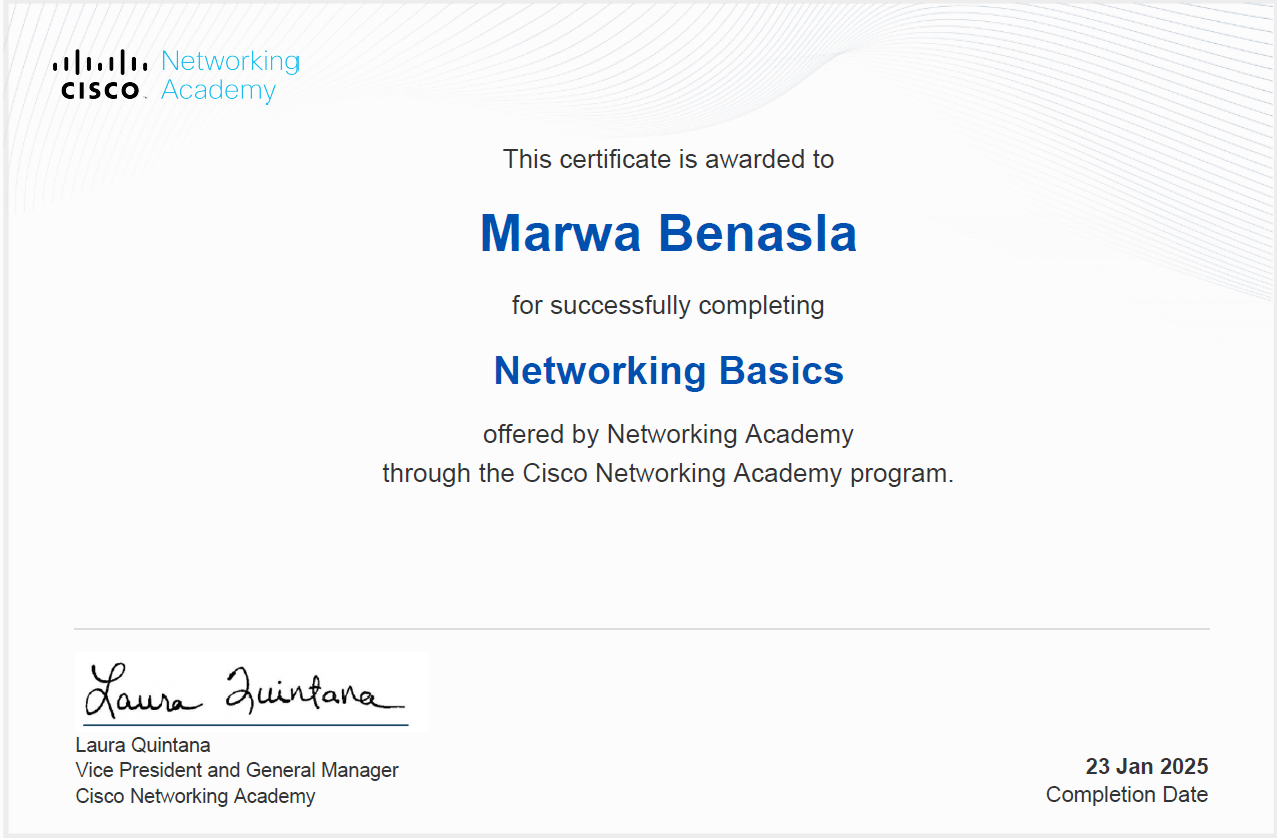 CISCO
Networking
Academy
This certificate is awarded to
Marwa Benasla
for successfully completing
Networking Basics
offered by Networking Academy
through the Cisco Networking Academy program.
Laura Quintana
Laura Quintana
Vice President and General Manager
Cisco Networking Academy
23 Jan 2025
Completion Date